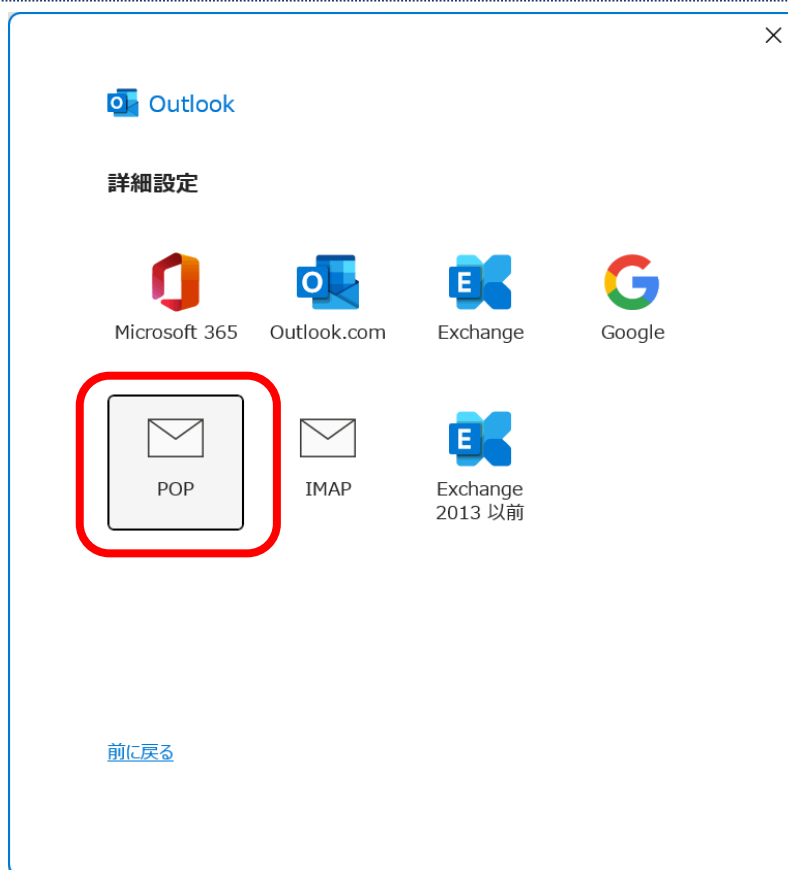 Outlook
詳細設定
Microsoft 365
Outlook.com
Exchange
Google
POP
IMAP
Exchange
2013 以前
前に戻る